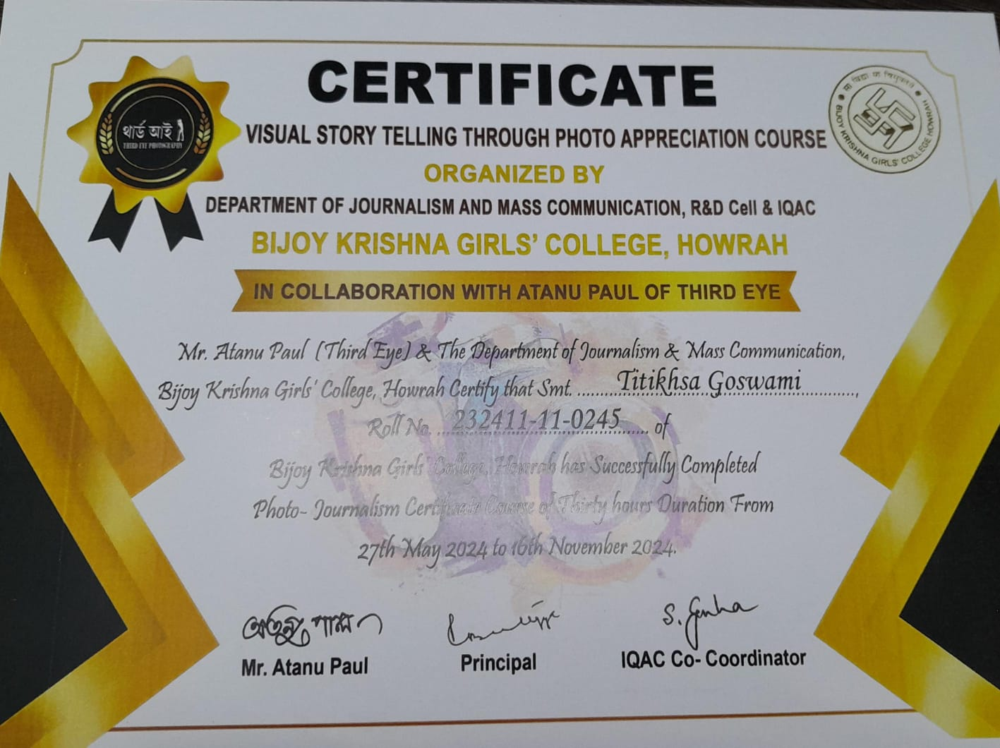 CERTIFICATE
থার্ড আই
THIRD EYE PHOTOGRAPHY
VISUAL STORY TELLING THROUGH PHOTO APPRECIATION COURSE
BIJOY KRISHNA GIRLS' COLLEGE HOWRAH
ORGANIZED BY
DEPARTMENT OF JOURNALISM AND MASS COMMUNICATION, R&D Cell & IQAC
BIJOY KRISHNA GIRLS' COLLEGE, HOWRAH
IN COLLABORATION WITH ATANU PAUL OF THIRD EYE
Mr. Atanu Paul (Third Eye) & The Department of Journalism & Mass Communication,
Bijoy Krishna Girls' College, Howrah Certify that Smt. ........Titikhsa Goswami..............,
Roll No. ..232411-11-0245...... of
Bijoy Krishna Girls' College, Howrah has Successfully Completed
Photo- Journalism Certificate Course of Thirty hours Duration From
27th May 2024 to 16th November 2024.
অতনু পাল
Mr. Atanu Paul
Principal
IQAC Co- Coordinator